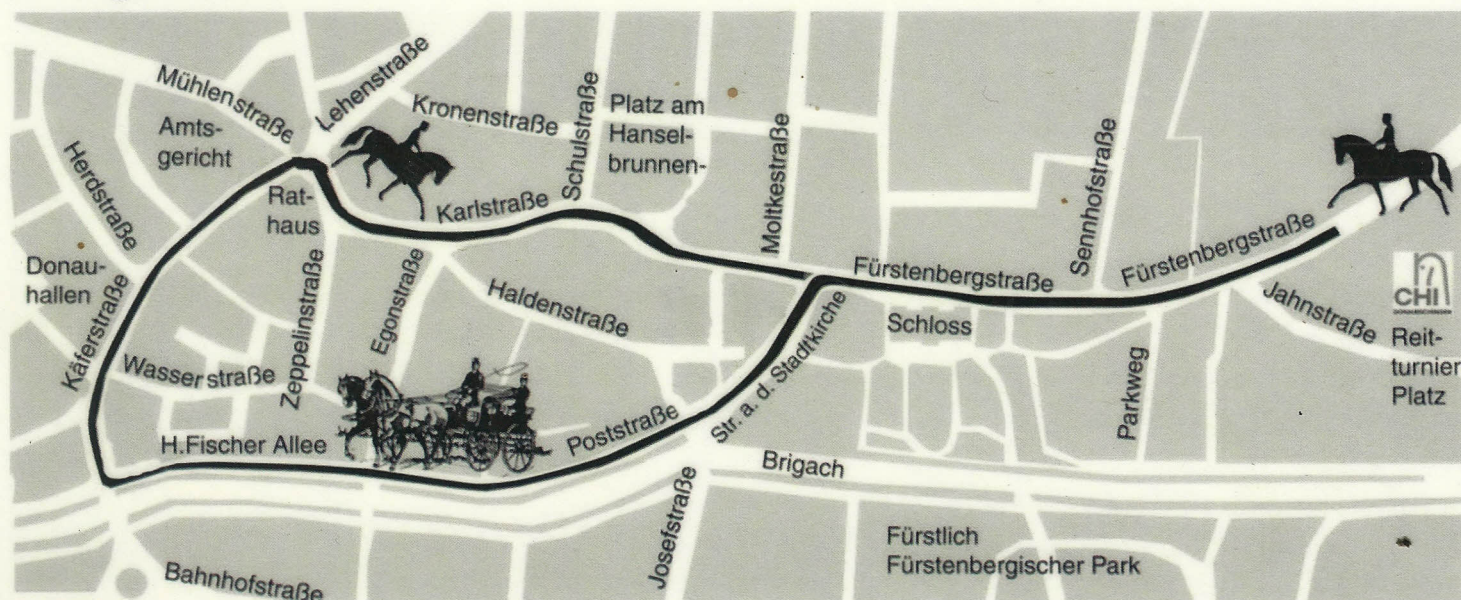 Mühlenstraße
Lehenstraße
Kronenstraße
Schulstraße
Platz am
Hansel-
brunnen-
Moltkestraße
Sennhofstraße
Amts-
gericht
Herdstraße
Rat-
haus
Karlstraße
Fürstenbergstraße
Fürstenbergstraße
Donau-
hallen
Käferstraße
Zeppelinstraße
Egonstraße
Haldenstraße
Schloss
Jahnstraße
CHI
DONAUESCHINGEN
Reit-
turnier
Platz
Wasserstraße
Parkweg
H.Fischer Allee
Poststraße
Str. a. d. Stadtkirche
Brigach
Josefstraße
Fürstlich
Fürstenbergischer Park
Bahnhofstraße